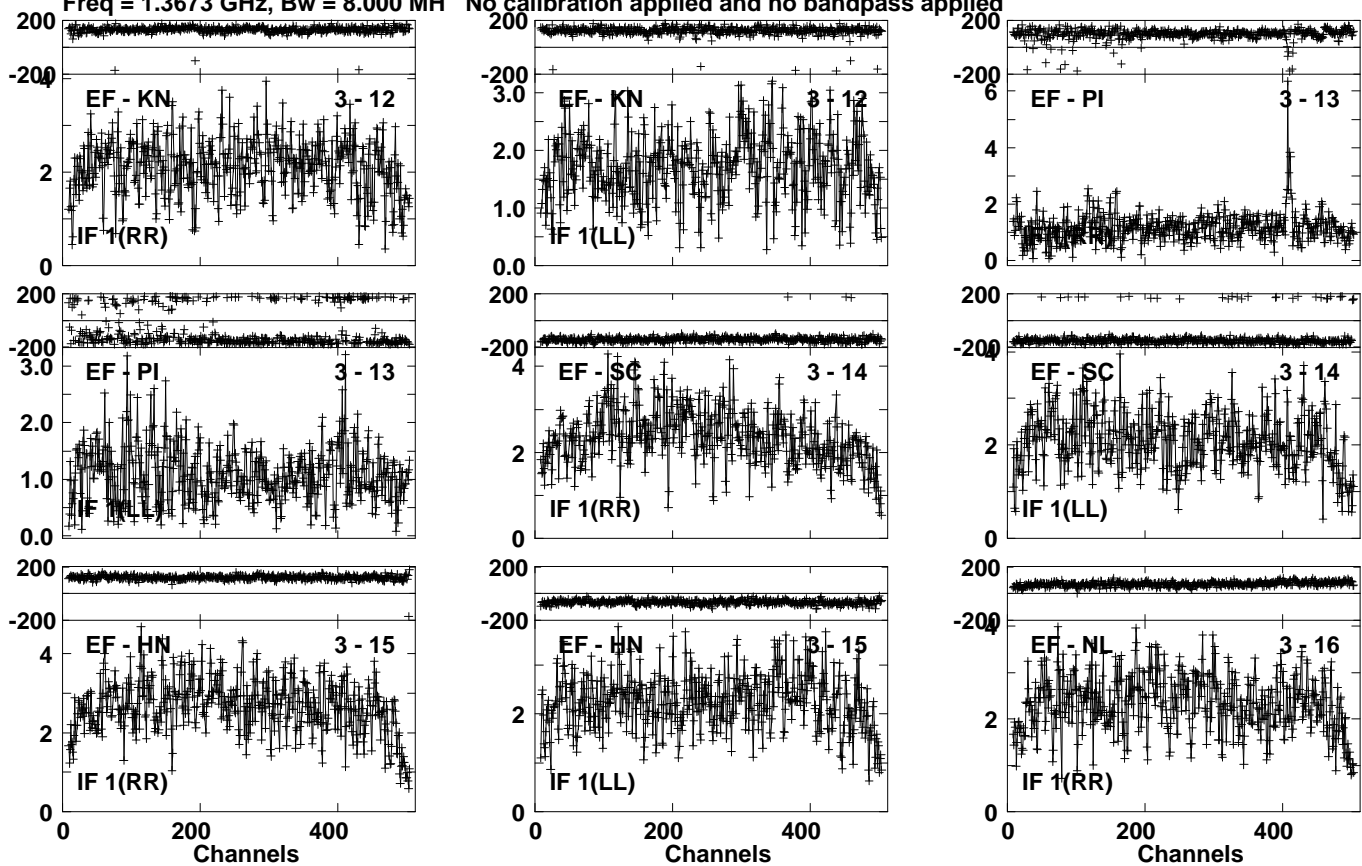 Freq = 1.3673 GHz, Bw = 8.000 MH No calibration applied and no bandpass applied
200 200 200
-200 -200
4 3.0 6
EF - KN 3 - 12 EF - KN 3 - 12 EF - PI 3 - 13
2 2.0 4
1.0 2
IF 1(RR) IF 1(LL)
0 0.0 0
200 200 200
-200 -200 -200
3.0 4 4
EF - PI 3 - 13 EF - SC 3 - 14 EF - SC 3 - 14
2.0 2 2
1.0
IF 1(LL) IF 1(RR) IF 1(LL)
0.0 0 0
200 200 200
-200 -200 -200
4 4 4
EF - HN 3 - 15 EF - HN 3 - 15 EF - NL 3 - 16
2 2 2
IF 1(RR) IF 1(LL) IF 1(RR)
0 0 0
0 200 400 0 200 400 0 200 400
Channels Channels Channels